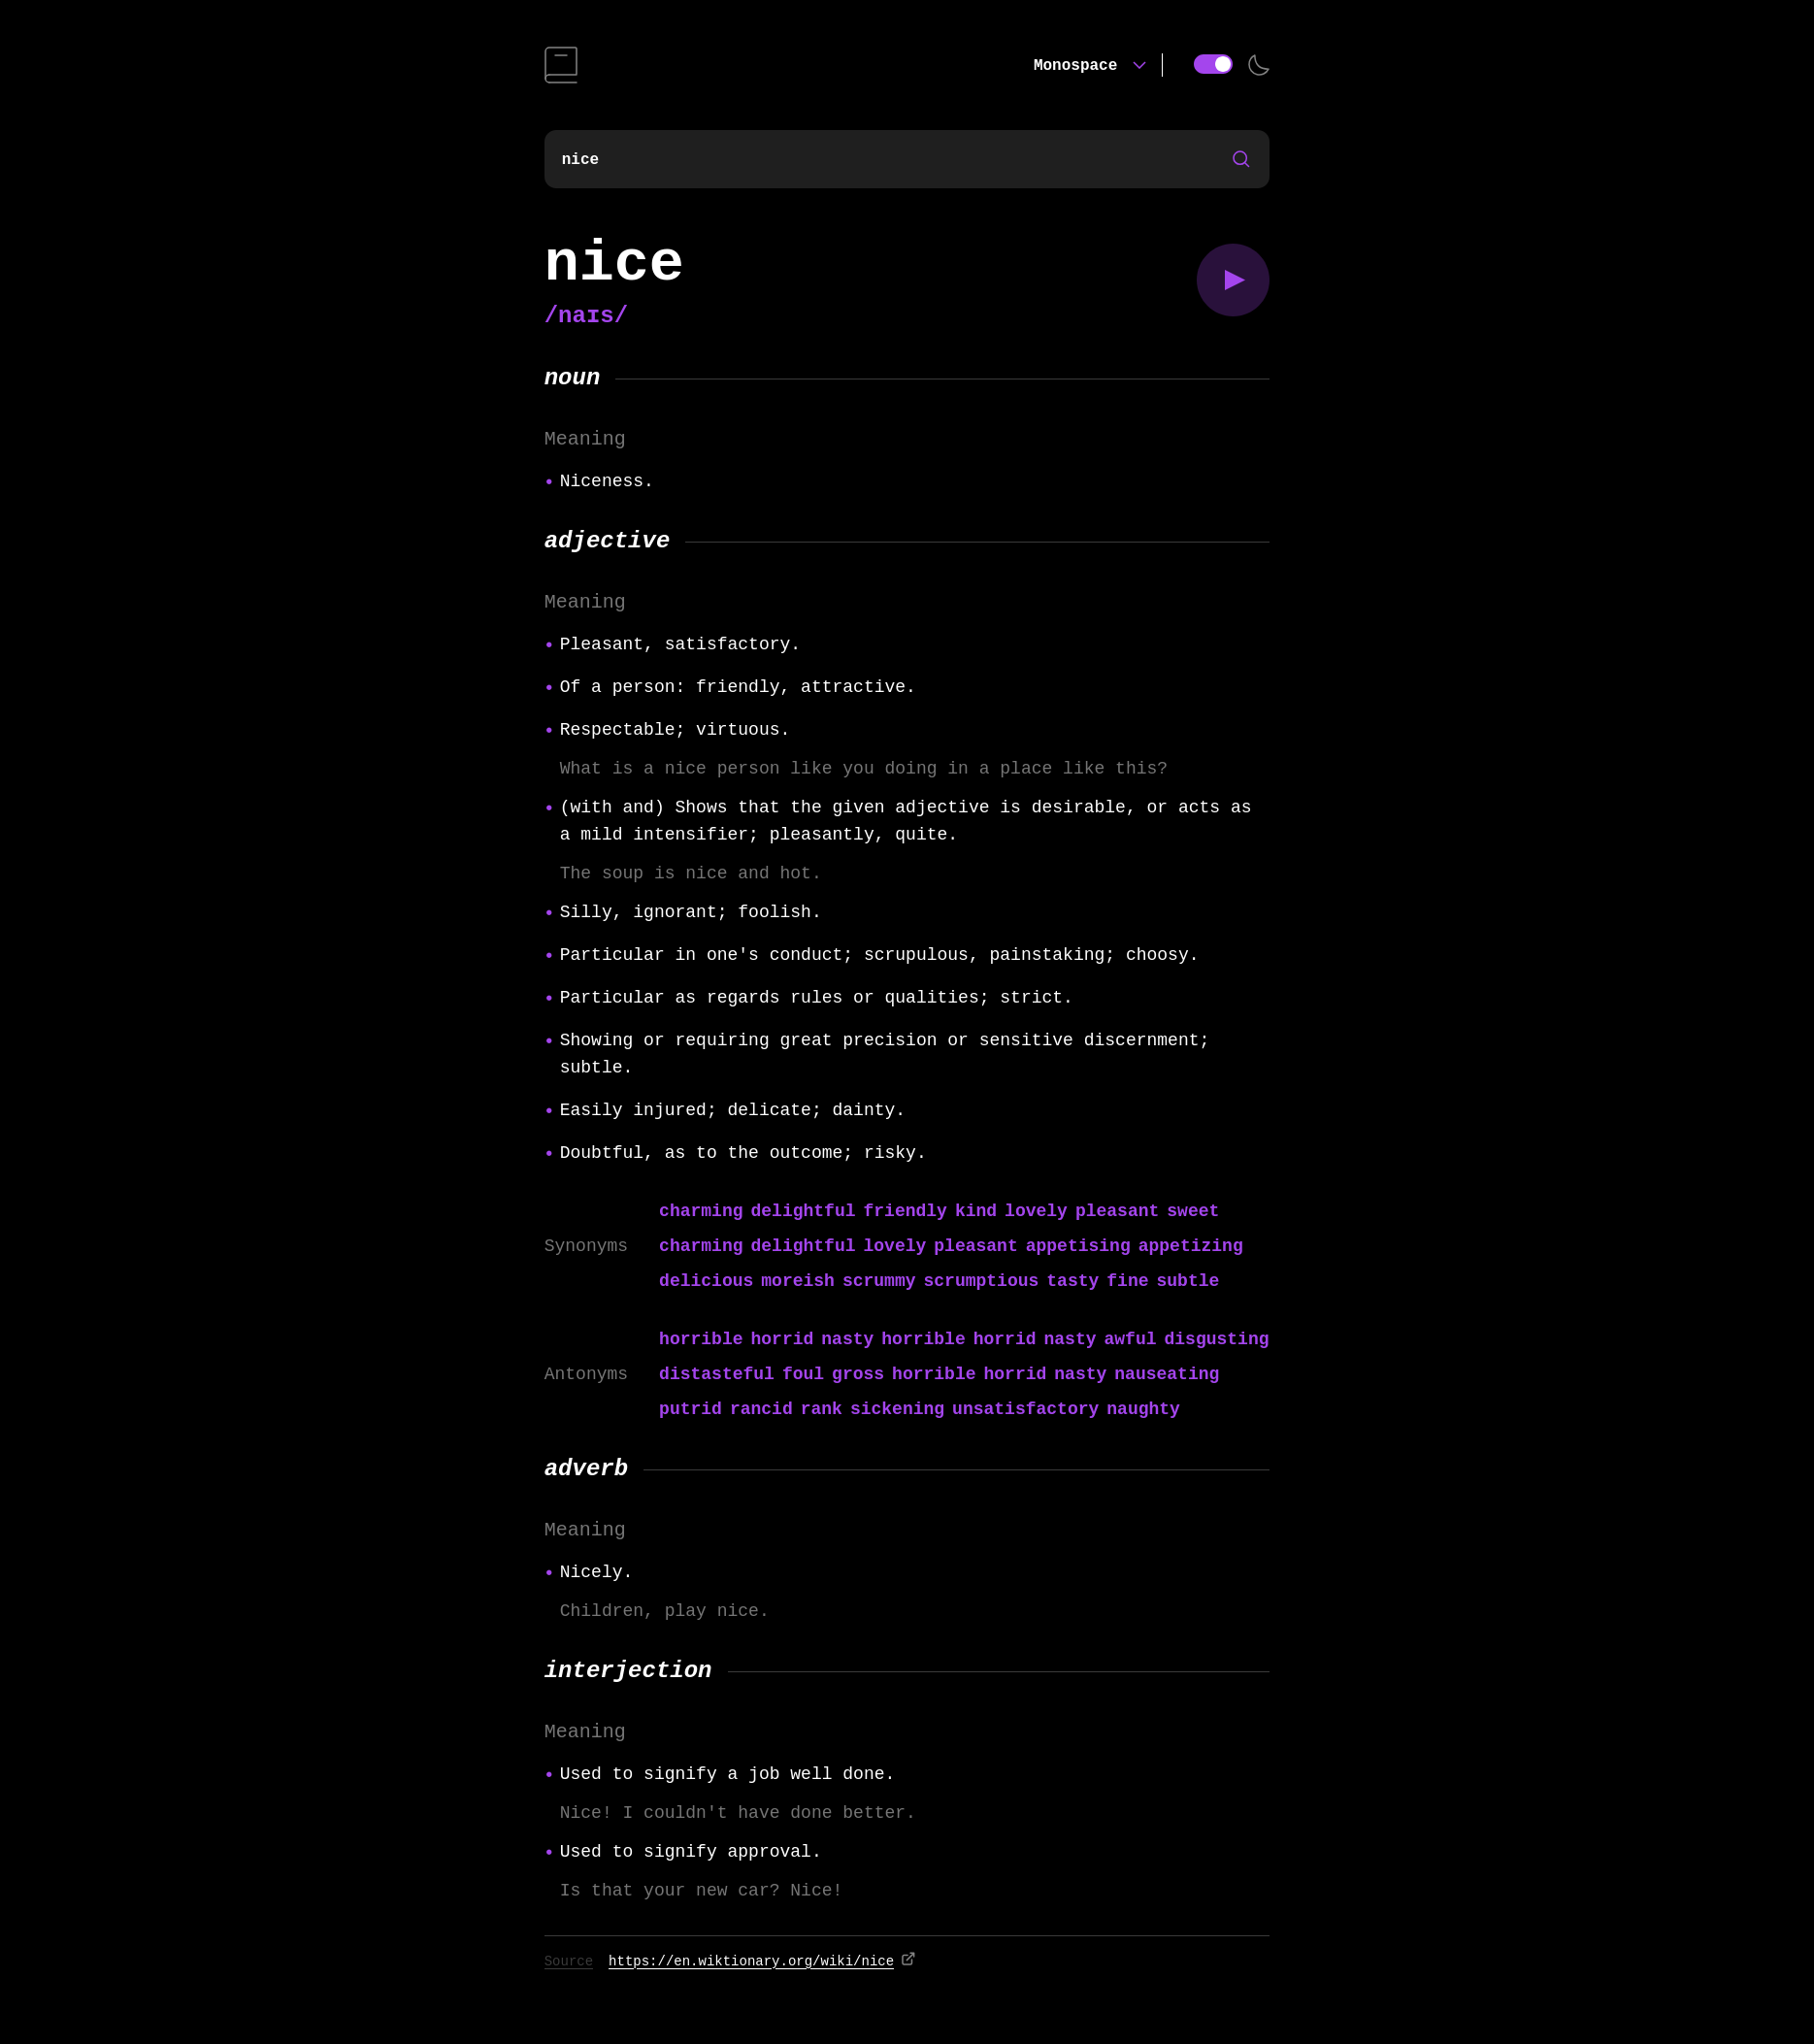 Monospace
nice
nice
/naɪs/
noun
Meaning
Niceness.
adjective
Meaning
Pleasant, satisfactory.
Of a person: friendly, attractive.
Respectable; virtuous.
What is a nice person like you doing in a place like this?
(with and) Shows that the given adjective is desirable, or acts as
a mild intensifier; pleasantly, quite.
The soup is nice and hot.
Silly, ignorant; foolish.
Particular in one's conduct; scrupulous, painstaking; choosy.
Particular as regards rules or qualities; strict.
Showing or requiring great precision or sensitive discernment;
subtle.
Easily injured; delicate; dainty.
Doubtful, as to the outcome; risky.
charming delightful friendly kind lovely pleasant sweet
Synonyms charming delightful lovely pleasant appetising appetizing
delicious moreish scrummy scrumptious tasty fine subtle
horrible horrid nasty horrible horrid nasty awful disgusting
Antonyms distasteful foul gross horrible horrid nasty nauseating
putrid rancid rank sickening unsatisfactory naughty
adverb
Meaning
Nicely.
Children, play nice.
interjection
Meaning
Used to signify a job well done.
Nice! I couldn't have done better.
Used to signify approval.
Is that your new car? Nice!
Source https://en.wiktionary.org/wiki/nice